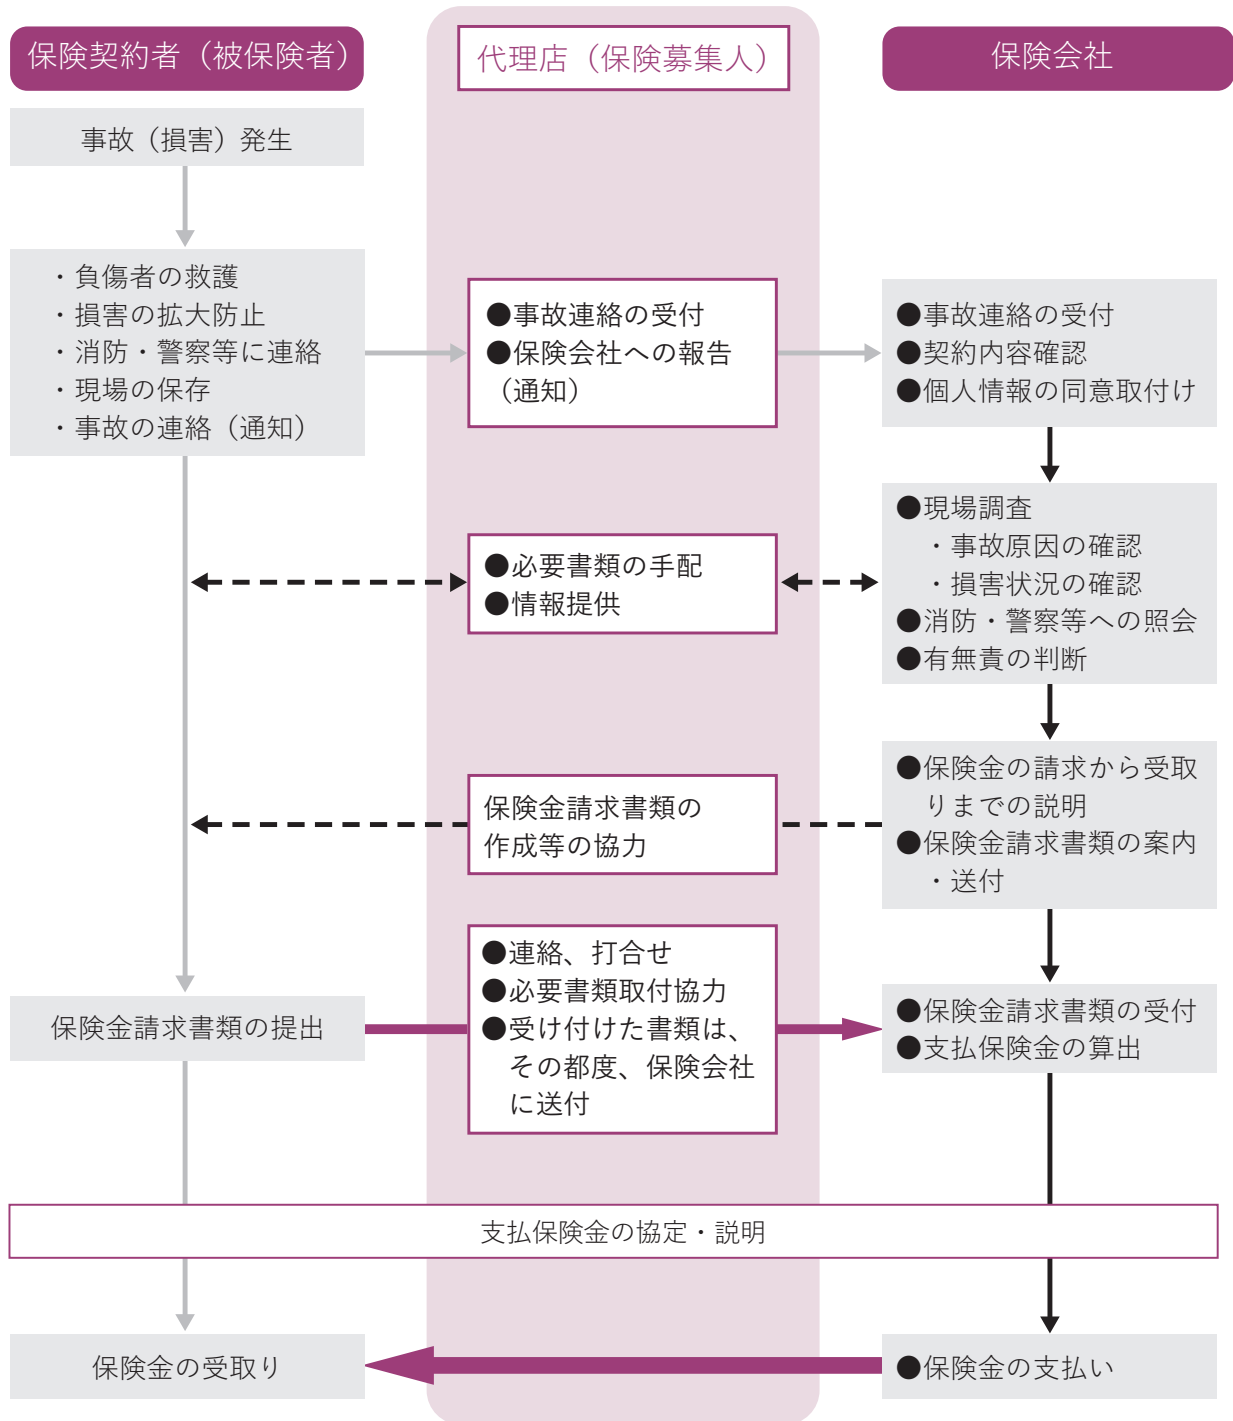 保険契約者（被保険者）
代理店（保険募集人）
保険会社
事故（損害）発生
・負傷者の救護
・損害の拡大防止
・消防・警察等に連絡
・現場の保存
・事故の連絡（通知）
●事故連絡の受付
●保険会社への報告
（通知）
●事故連絡の受付
●契約内容確認
●個人情報の同意取付け
●必要書類の手配
●情報提供
●現場調査
・事故原因の確認
・損害状況の確認
●消防・警察等への照会
●有無責の判断
保険金請求書類の
作成等の協力
●保険金の請求から受取
りまでの説明
●保険金請求書類の案内
・送付
保険金請求書類の提出
●連絡、打合せ
●必要書類取付協力
●受け付けた書類は、
その都度、保険会社
に送付
●保険金請求書類の受付
●支払保険金の算出
支払保険金の協定・説明
保険金の受取り
●保険金の支払い